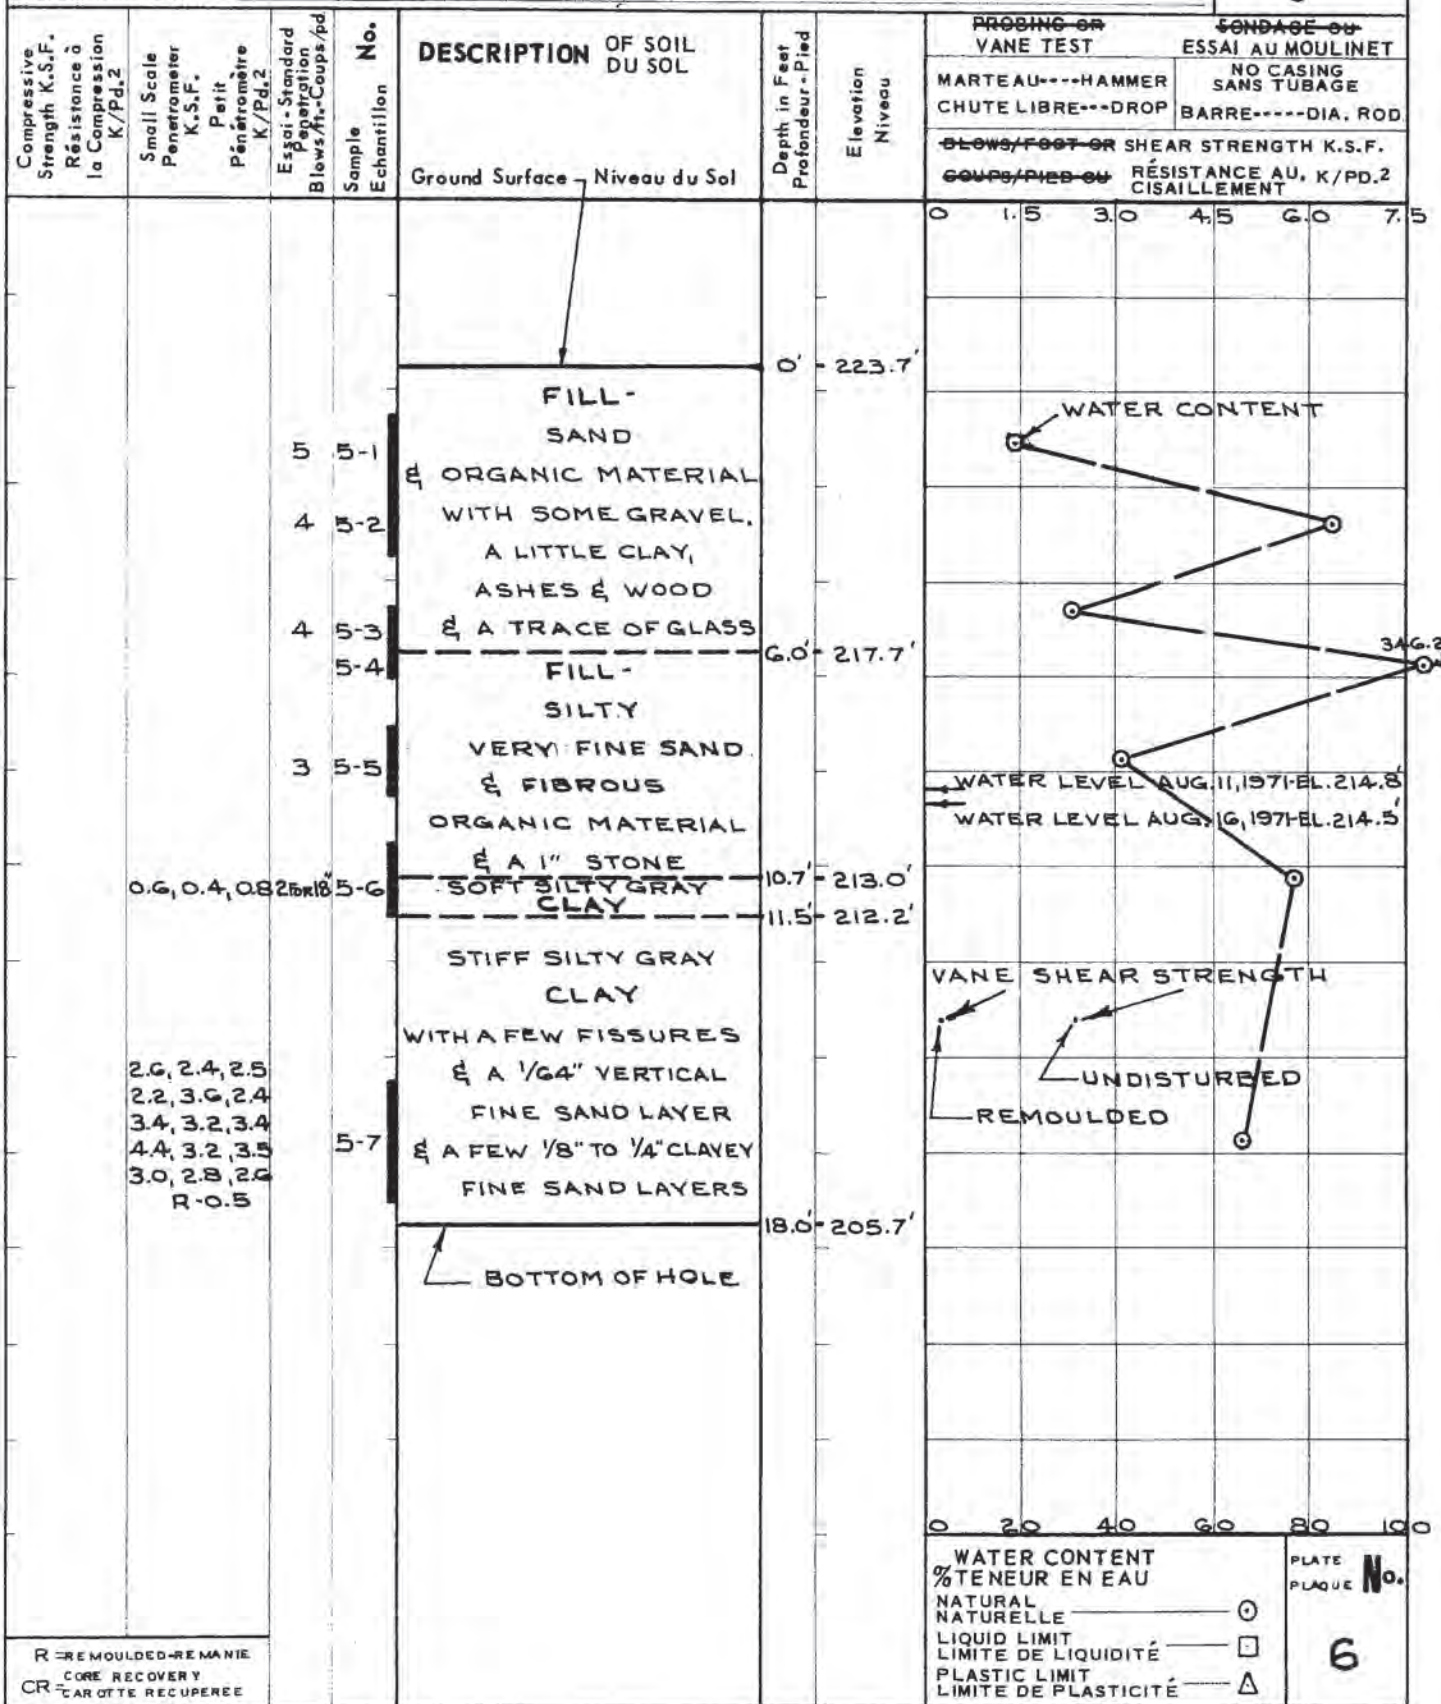 Compressive
Strength K.S.F.
Résistance à
la Compression
K/Pd.2
Small Scale
Penetrometer
K.S.F.
Petit
Pénétromètre
K/Pd.2
Essai - Standard
Penetration
Blows/ft.-Coups/pd
Sample No.
Echantillon
DESCRIPTION OF SOIL
DU SOL
Ground Surface Niveau du Sol
Depth in Feet
Profondeur - Pied
Elevation
Niveau
PROBING OR
VANE TEST
SONDAGE OU
ESSAI AU MOULINET
MARTEAU----HAMMER
CHUTE LIBRE---DROP
NO CASING
SANS TUBAGE
BARRE-----DIA. ROD
BLOWS/FOOT OR SHEAR STRENGTH K.S.F.
COUPS/PIED OU RÉSISTANCE AU, K/PD.2
CISAILLEMENT
0 1.5 3.0 4.5 6.0 7.5
0' 223.7'
FILL-
SAND
& ORGANIC MATERIAL
WITH SOME GRAVEL,
A LITTLE CLAY,
ASHES & WOOD
& A TRACE OF GLASS
5 5-1
4 5-2
4 5-3
WATER CONTENT
346.2
6.0' 217.7'
5-4
FILL-
SILTY
VERY FINE SAND
& FIBROUS
ORGANIC MATERIAL
& A 1" STONE
3 5-5
WATER LEVEL AUG. 11, 1971-EL. 214.8'
WATER LEVEL AUG. 16, 1971-EL. 214.5'
10.7' 213.0'
0.6, 0.4, 0.8 2 FOR 18" 5-6
SOFT SILTY GRAY
CLAY
11.5' 212.2'
STIFF SILTY GRAY
CLAY
WITH A FEW FISSURES
& A 1/64" VERTICAL
FINE SAND LAYER
& A FEW 1/8" TO 1/4" CLAYEY
FINE SAND LAYERS
2.6, 2.4, 2.5
2.2, 3.6, 2.4
3.4, 3.2, 3.4
4.4, 3.2, 3.5
3.0, 2.8, 2.6
R-0.5
5-7
VANE SHEAR STRENGTH
UNDISTURBED
REMOULDED
18.0' 205.7'
BOTTOM OF HOLE
0 20 40 60 80 100
WATER CONTENT
% TENEUR EN EAU
NATURAL
NATURELLE
LIQUID LIMIT
LIMITE DE LIQUIDITÉ
PLASTIC LIMIT
LIMITE DE PLASTICITÉ
PLATE
PLAQUE No.
6
R = REMOULDED-REMANIE
CR = CORE RECOVERY
CAROTTE RECUPEREE